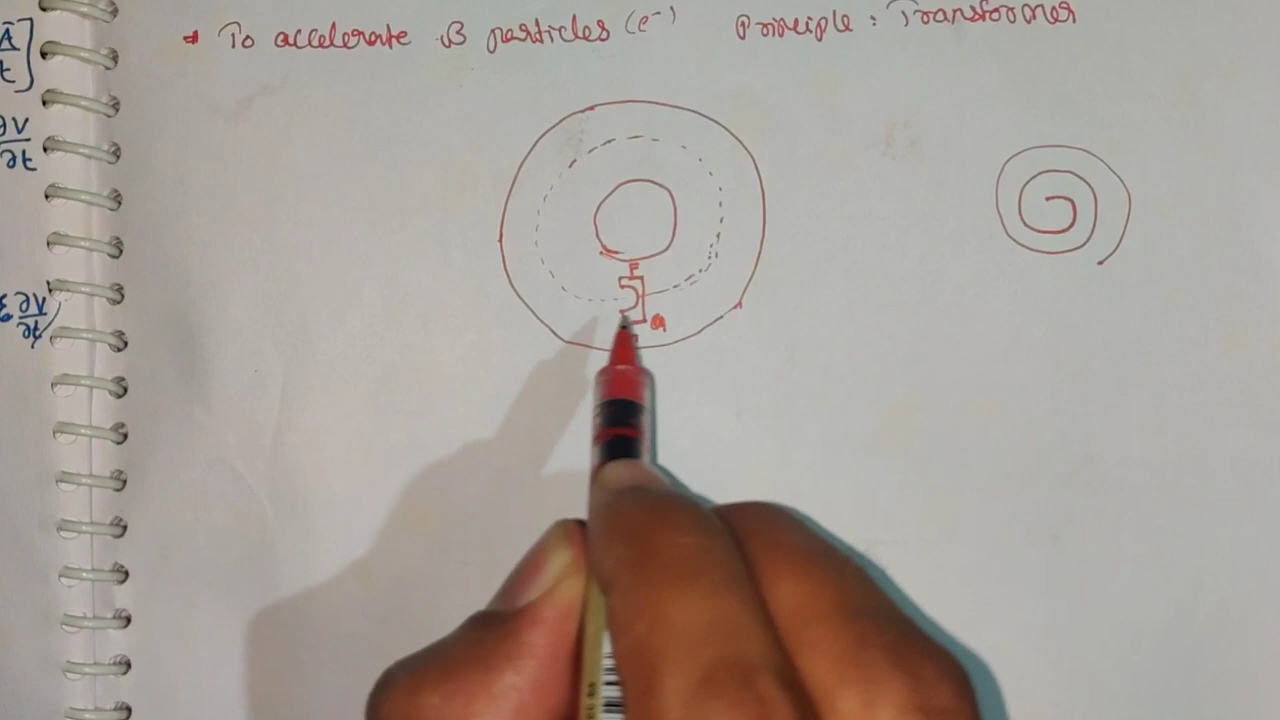 To accelerate β particles (e⁻) Principle : Transformer
A
t
∂V
∂t
∂V
∂t
F
G